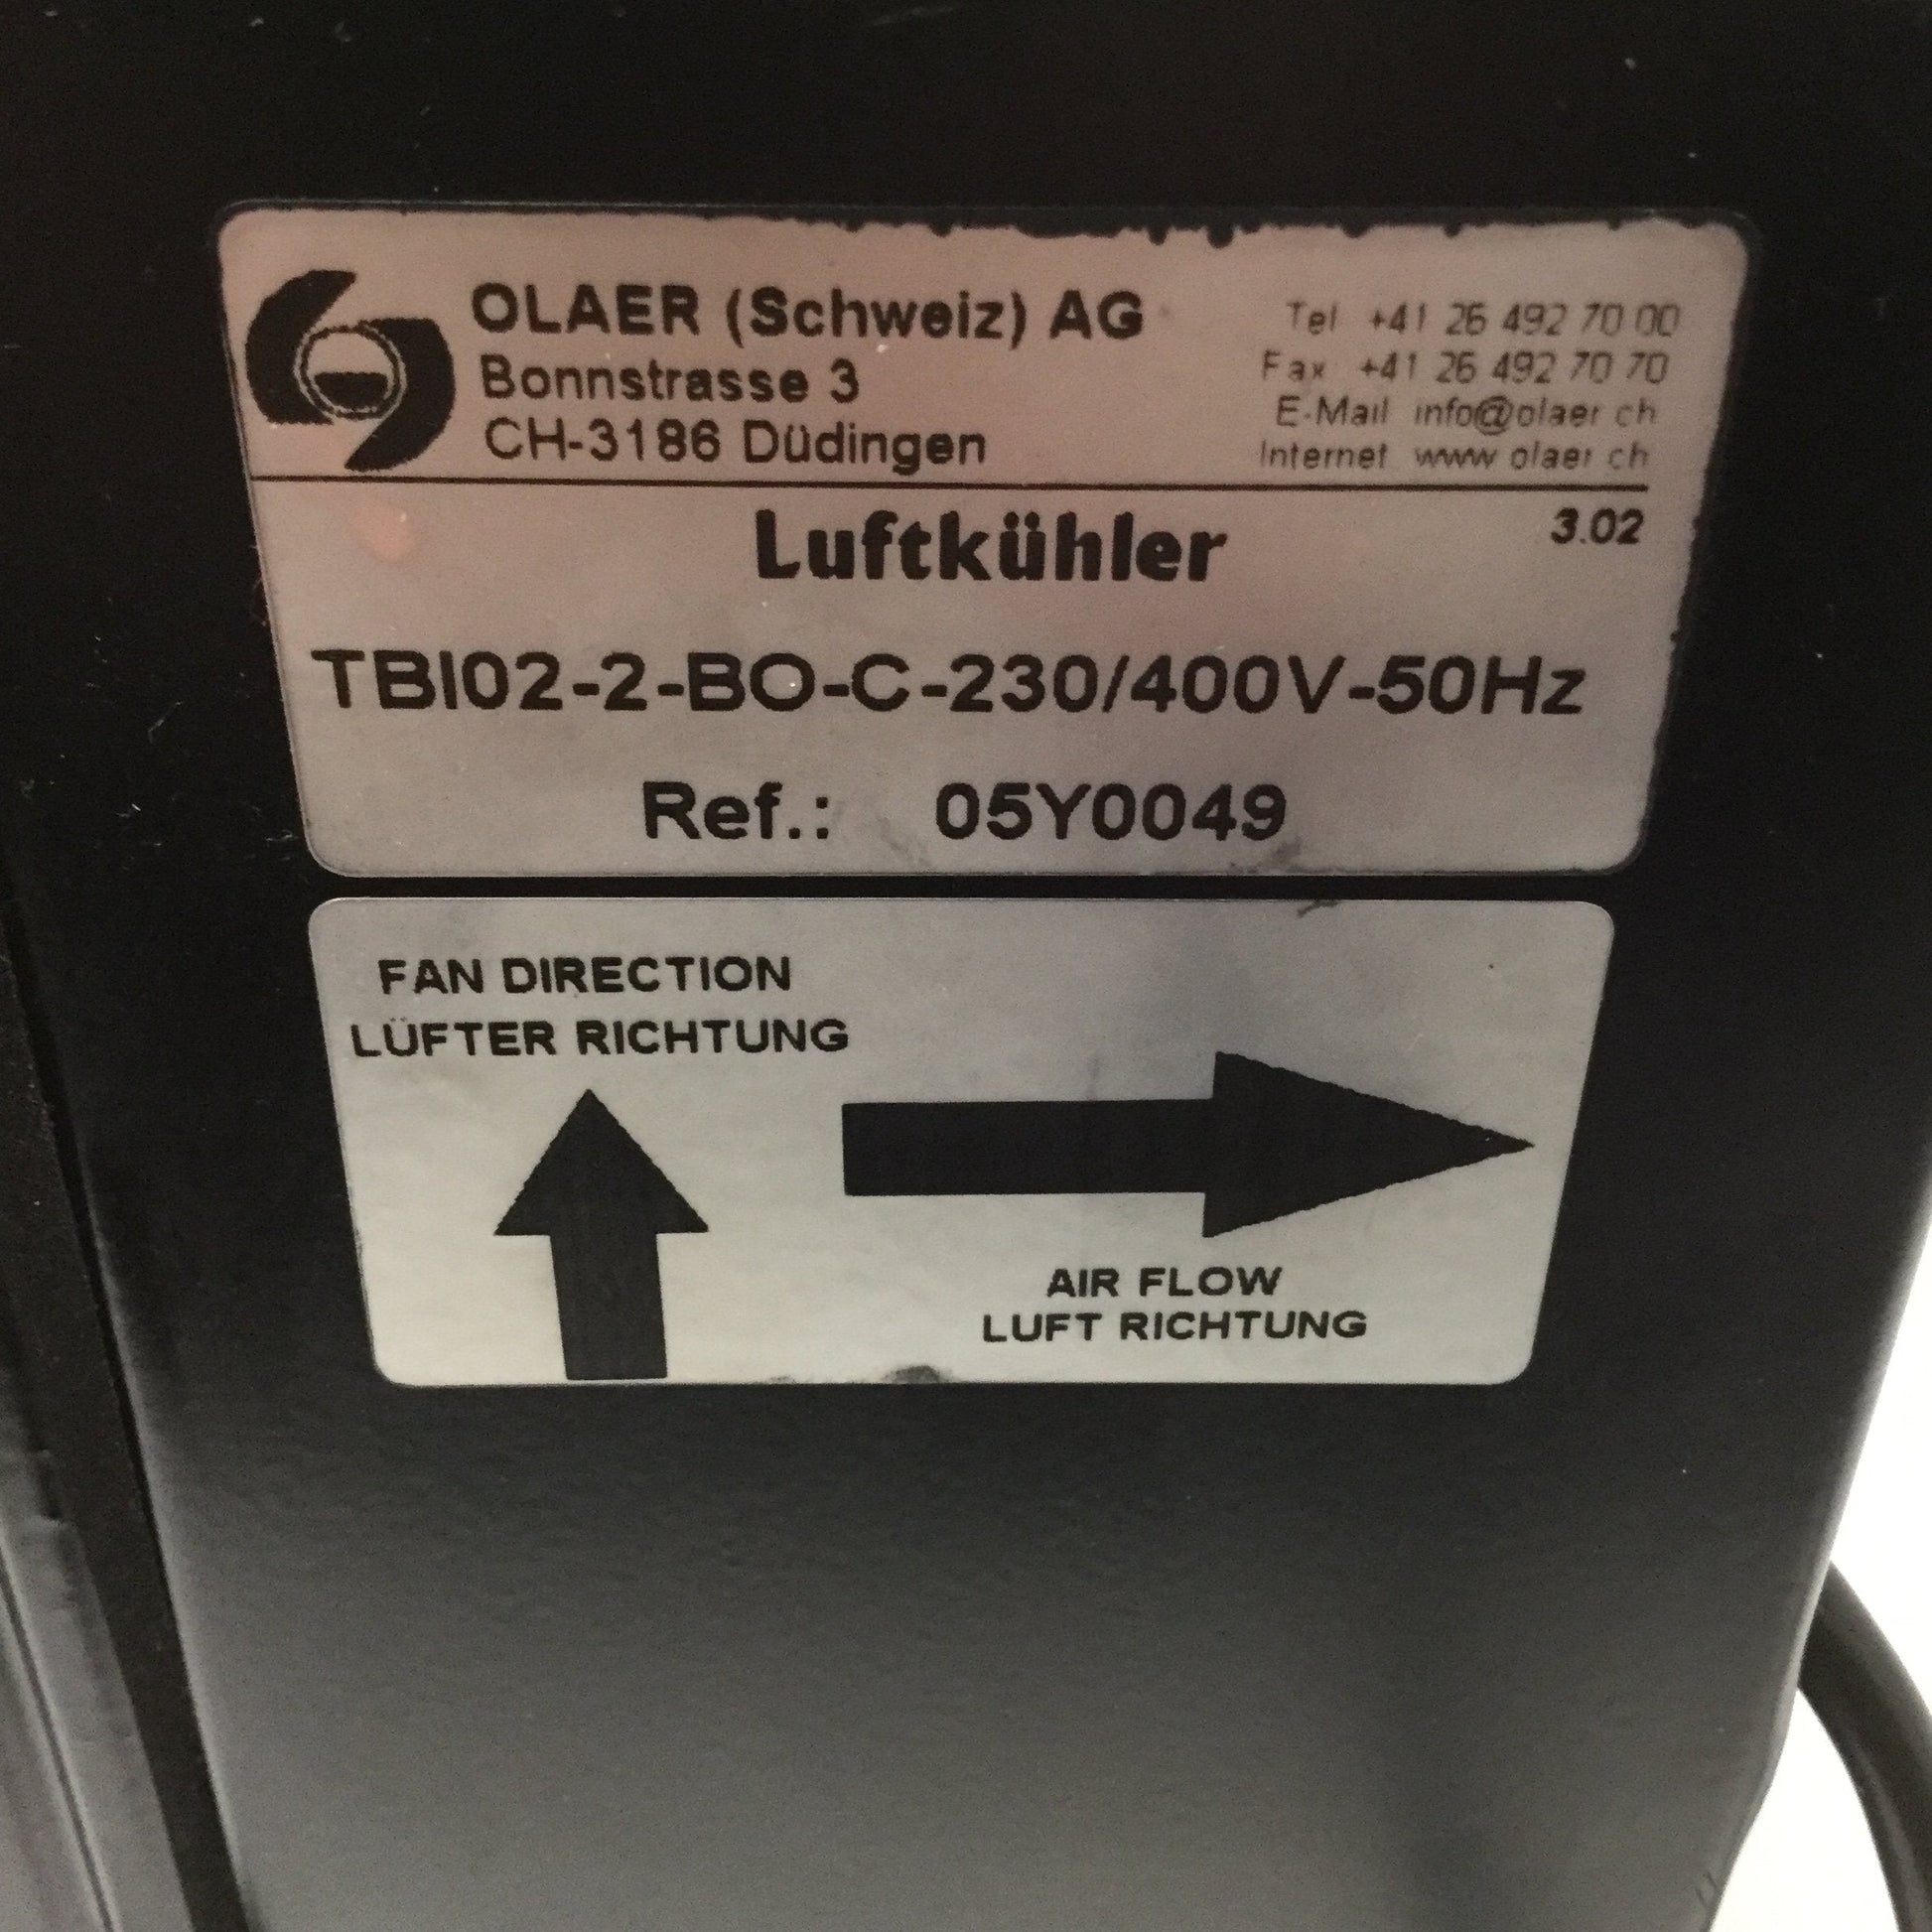 OLAER (Schweiz) AG
Bonnstrasse 3
CH-3186 Düdingen
Tel +41 26 492 70 00
Fax +41 26 492 70 70
E-Mail info@olaer ch
Internet www olaer ch
3.02
Luftkühler
TBI02-2-BO-C-230/400V-50Hz
Ref.: 05Y0049
FAN DIRECTION
LÜFTER RICHTUNG
AIR FLOW
LUFT RICHTUNG